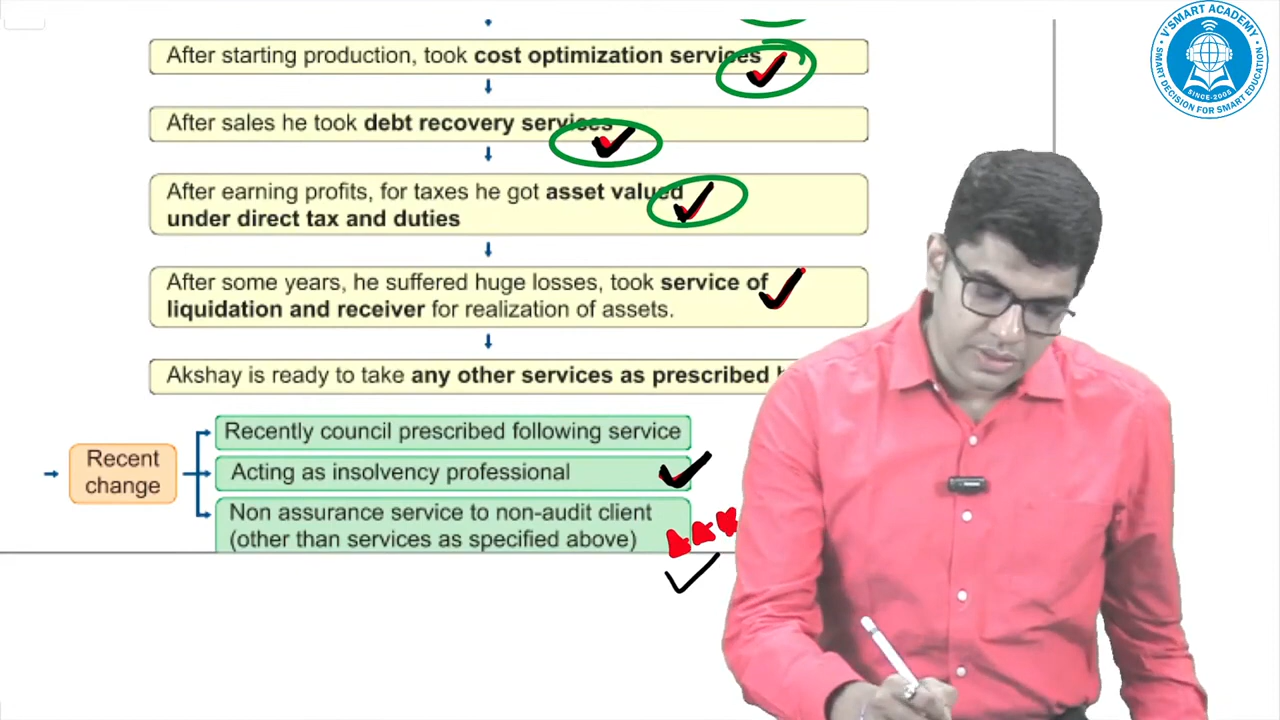 After starting production, took cost optimization services
After sales he took debt recovery services
After earning profits, for taxes he got asset valued
under direct tax and duties
After some years, he suffered huge losses, took service of
liquidation and receiver for realization of assets.
Akshay is ready to take any other services as prescribed
Recent
change
Recently council prescribed following service
Acting as insolvency professional
Non assurance service to non-audit client
(other than services as specified above)
V'SMART ACADEMY
SINCE-2005
SMART DECISION FOR SMART EDUCATION